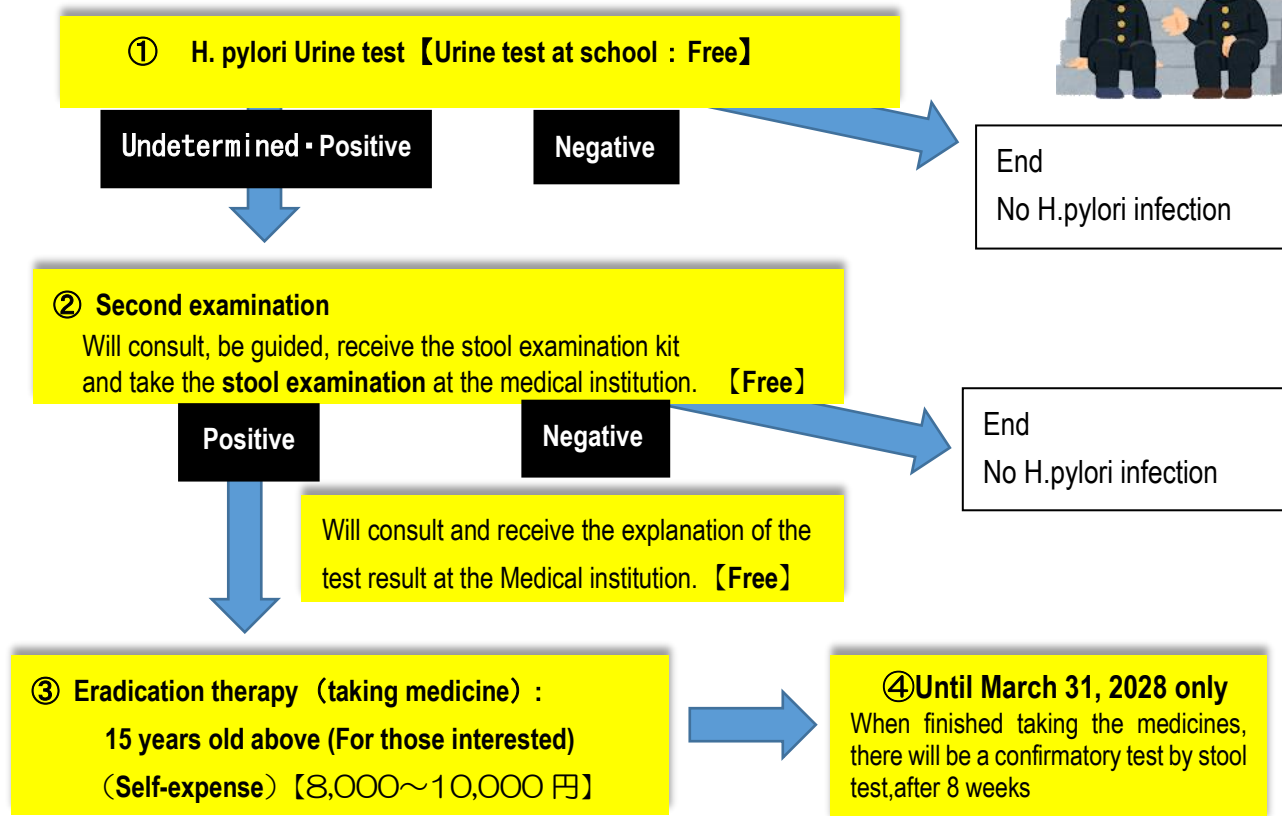 ① H. pylori Urine test【Urine test at school：Free】
Undetermined・Positive
Negative
End
No H.pylori infection
② Second examination
Will consult, be guided, receive the stool examination kit
and take the stool examination at the medical institution. 【Free】
Positive
Negative
End
No H.pylori infection
Will consult and receive the explanation of the
test result at the Medical institution.【Free】
③ Eradication therapy（taking medicine）:
15 years old above (For those interested)
（Self-expense）【8,000～10,000 円】
④Until March 31, 2028 only
When finished taking the medicines,
there will be a confirmatory test by stool
test,after 8 weeks